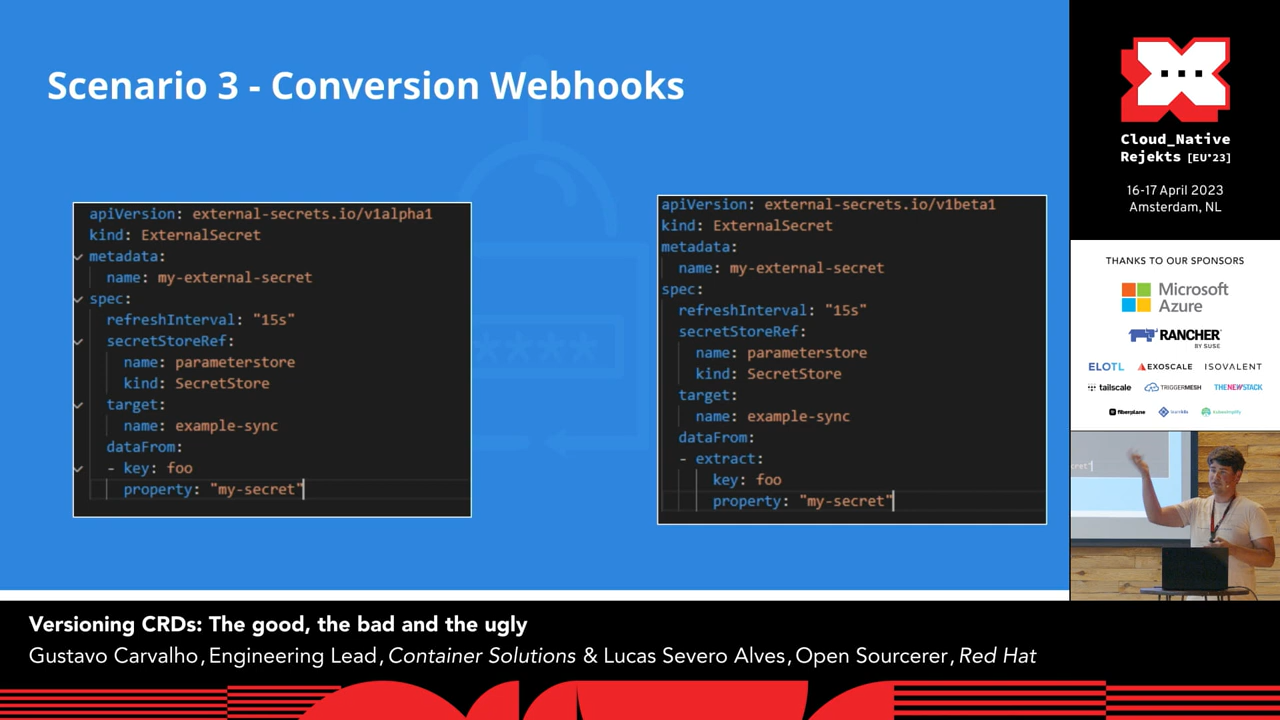 Scenario 3 - Conversion Webhooks
apiVersion: external-secrets.io/v1alpha1
kind: ExternalSecret
metadata:
name: my-external-secret
spec:
refreshInterval: "15s"
secretStoreRef:
name: parameterstore
kind: SecretStore
target:
name: example-sync
dataFrom:
- key: foo
property: "my-secret"
apiVersion: external-secrets.io/v1beta1
kind: ExternalSecret
metadata:
name: my-external-secret
spec:
refreshInterval: "15s"
secretStoreRef:
name: parameterstore
kind: SecretStore
target:
name: example-sync
dataFrom:
- extract:
key: foo
property: "my-secret"
****
Cloud_Native
Rejekts [EU'23]
16-17 April 2023
Amsterdam, NL
THANKS TO OUR SPONSORS
Microsoft
Azure
RANCHER
BY SUSE
ELOTL EXOSCALE ISOVALENT
tailscale TRIGGERMESH THENEWSTACK
fiberplane kubesimplify
cret"
Versioning CRDs: The good, the bad and the ugly
Gustavo Carvalho, Engineering Lead, Container Solutions & Lucas Severo Alves, Open Sourcerer, Red Hat